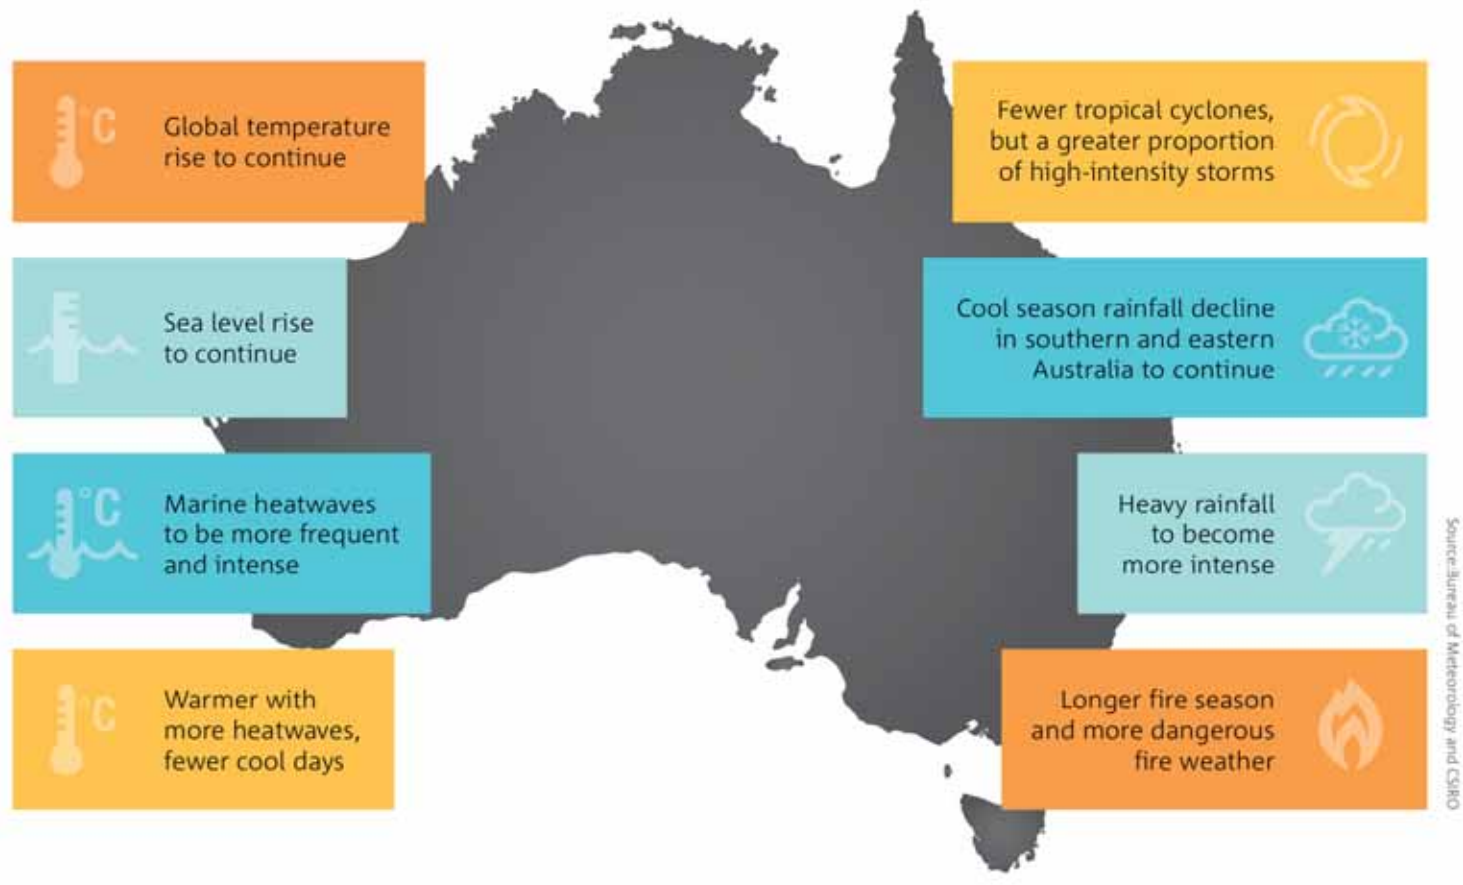 °C
Global temperature
rise to continue
Sea level rise
to continue
°C
Marine heatwaves
to be more frequent
and intense
°C
Warmer with
more heatwaves,
fewer cool days
Fewer tropical cyclones,
but a greater proportion
of high-intensity storms
Cool season rainfall decline
in southern and eastern
Australia to continue
Heavy rainfall
to become
more intense
Longer fire season
and more dangerous
fire weather
Source:Bureau of Meteorology and CSIRO